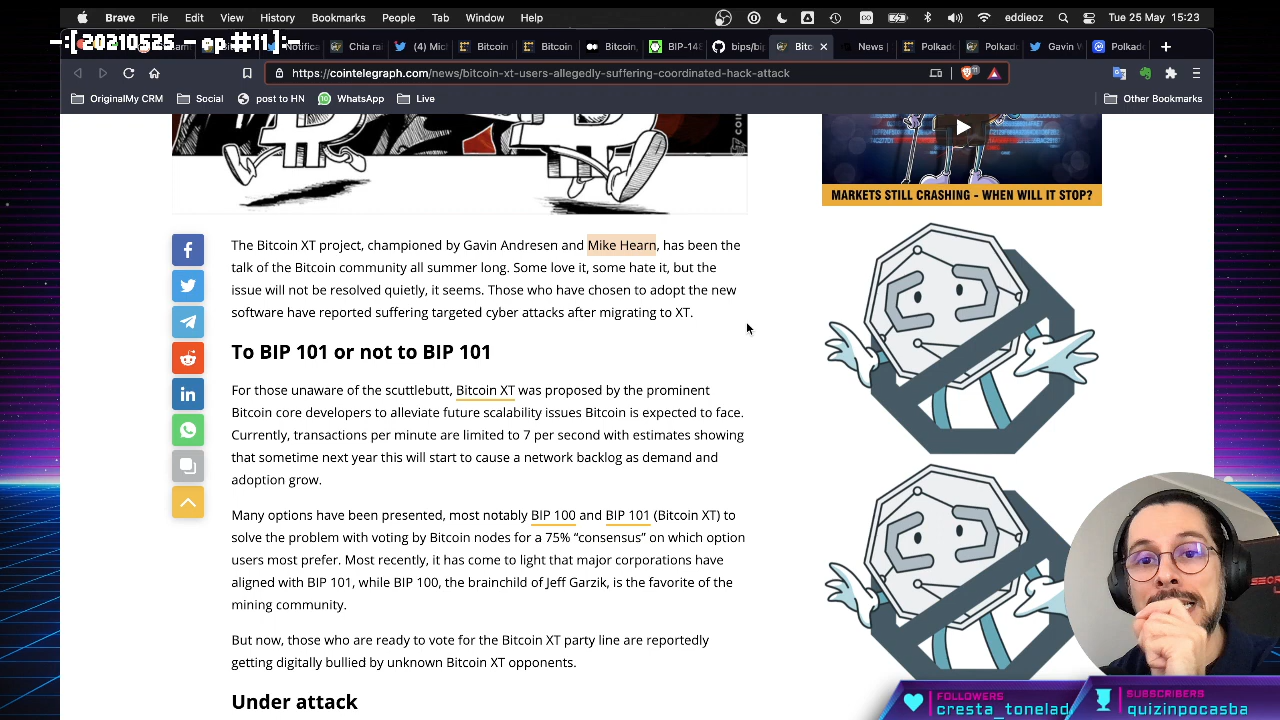 Brave File Edit View History Bookmarks People Tab Window Help eddieoz Tue 25 May 15:23
-:[ 20210525 - ep #11]:-
Notifica Chia ra (4) Mic Bitcoin Bitcoin Bitcoin, BIP-148 bips/bip Bitc News | Polkado Polkado Gavin W Polkado
https://cointelegraph.com/news/bitcoin-xt-users-allegedly-suffering-coordinated-hack-attack
OriginalMy CRM Social post to HN WhatsApp Live Other Bookmarks
MARKETS STILL CRASHING - WHEN WILL IT STOP?
The Bitcoin XT project, championed by Gavin Andresen and Mike Hearn, has been the
talk of the Bitcoin community all summer long. Some love it, some hate it, but the
issue will not be resolved quietly, it seems. Those who have chosen to adopt the new
software have reported suffering targeted cyber attacks after migrating to XT.
To BIP 101 or not to BIP 101
For those unaware of the scuttlebutt, Bitcoin XT was proposed by the prominent
Bitcoin core developers to alleviate future scalability issues Bitcoin is expected to face.
Currently, transactions per minute are limited to 7 per second with estimates showing
that sometime next year this will start to cause serious backlog as demand and
adoption grow.
Many options have been presented, most notably BIP 100 and BIP 101 (Bitcoin XT) to
solve the problem with voting by Bitcoin nodes for a 75% “consensus” on which option
users most prefer. Most recently, it has come to light that major corporations have
aligned with BIP 101, while BIP 100, the brainchild of Jeff Garzik, is the favorite of the
mining community.
But now, those who are ready to vote for the Bitcoin XT party line are reportedly
getting digitally bullied by unknown Bitcoin XT opponents.
Under attack
FOLLOWERS
cresta_tonelad
SUBSCRIBERS
quizinpocasba